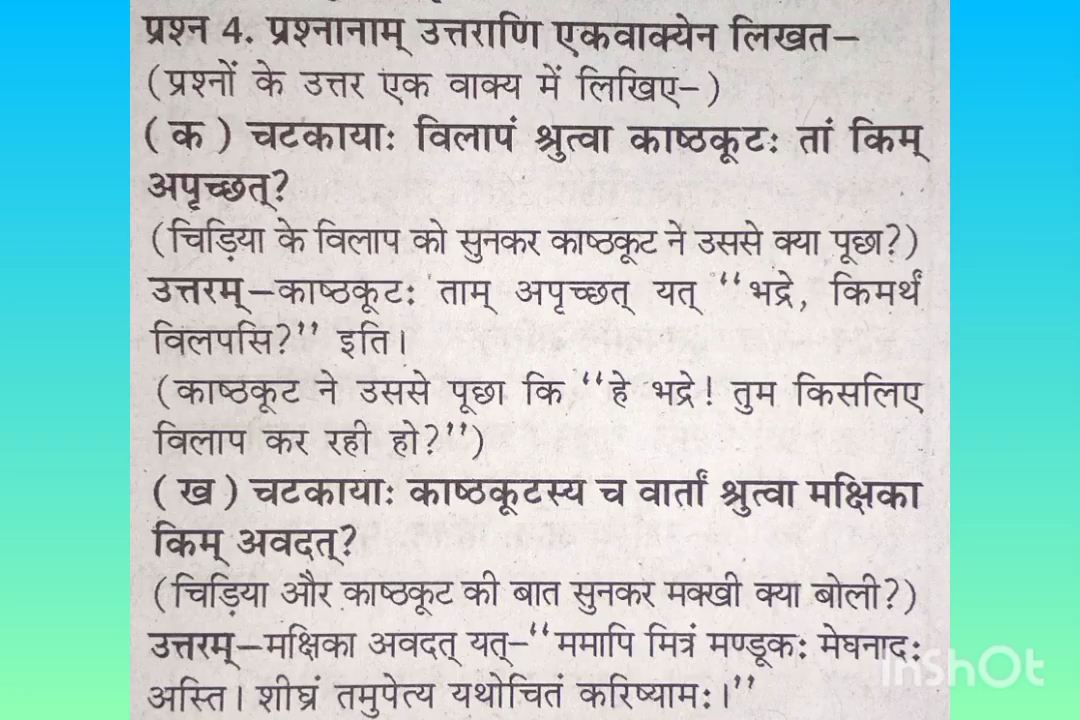 प्रश्न 4. प्रश्नानाम् उत्तराणि एकवाक्येन लिखत–
(प्रश्नों के उत्तर एक वाक्य में लिखिए-)
(क) चटकायाः विलापं श्रुत्वा काष्ठकूटः तां किम्
अपृच्छत्?
(चिड़िया के विलाप को सुनकर काष्ठकूट ने उससे क्या पूछा?)
उत्तरम्–काष्ठकूटः ताम् अपृच्छत् यत् ‘‘भद्रे, किमर्थं
विलपसि?’’ इति।
(काष्ठकूट ने उससे पूछा कि ‘‘हे भद्रे! तुम किसलिए
विलाप कर रही हो?’’)
(ख) चटकायाः काष्ठकूटस्य च वार्तां श्रुत्वा मक्षिका
किम् अवदत्?
(चिड़िया और काष्ठकूट की बात सुनकर मक्खी क्या बोली?)
उत्तरम्–मक्षिका अवदत् यत्–‘‘ममापि मित्रं मण्डूकः मेघनादः
अस्ति। शीघ्रं तमुपेत्य यथोचितं करिष्यामः।’’
InShOt